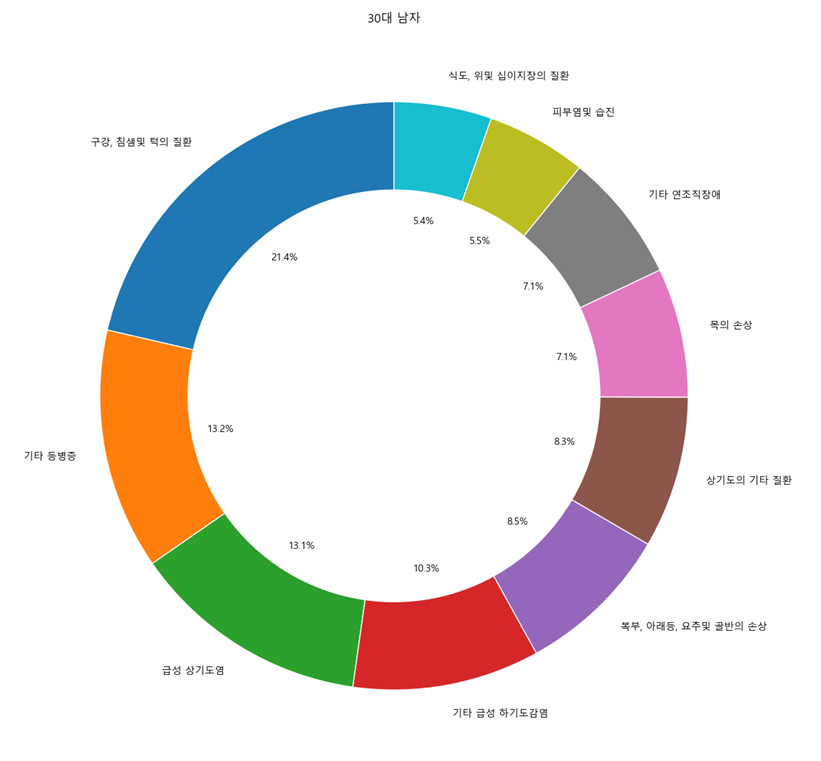 30대 남자
식도, 위및 십이지장의 질환
피부염및 습진
구강, 침샘및 턱의 질환
기타 연조직장애
5.4%
5.5%
21.4%
7.1%
목의 손상
7.1%
13.2%
8.3%
기타 등병증
상기도의 기타 질환
8.5%
13.1%
10.3%
복부, 아래등, 요추및 골반의 손상
급성 상기도염
기타 급성 하기도감염